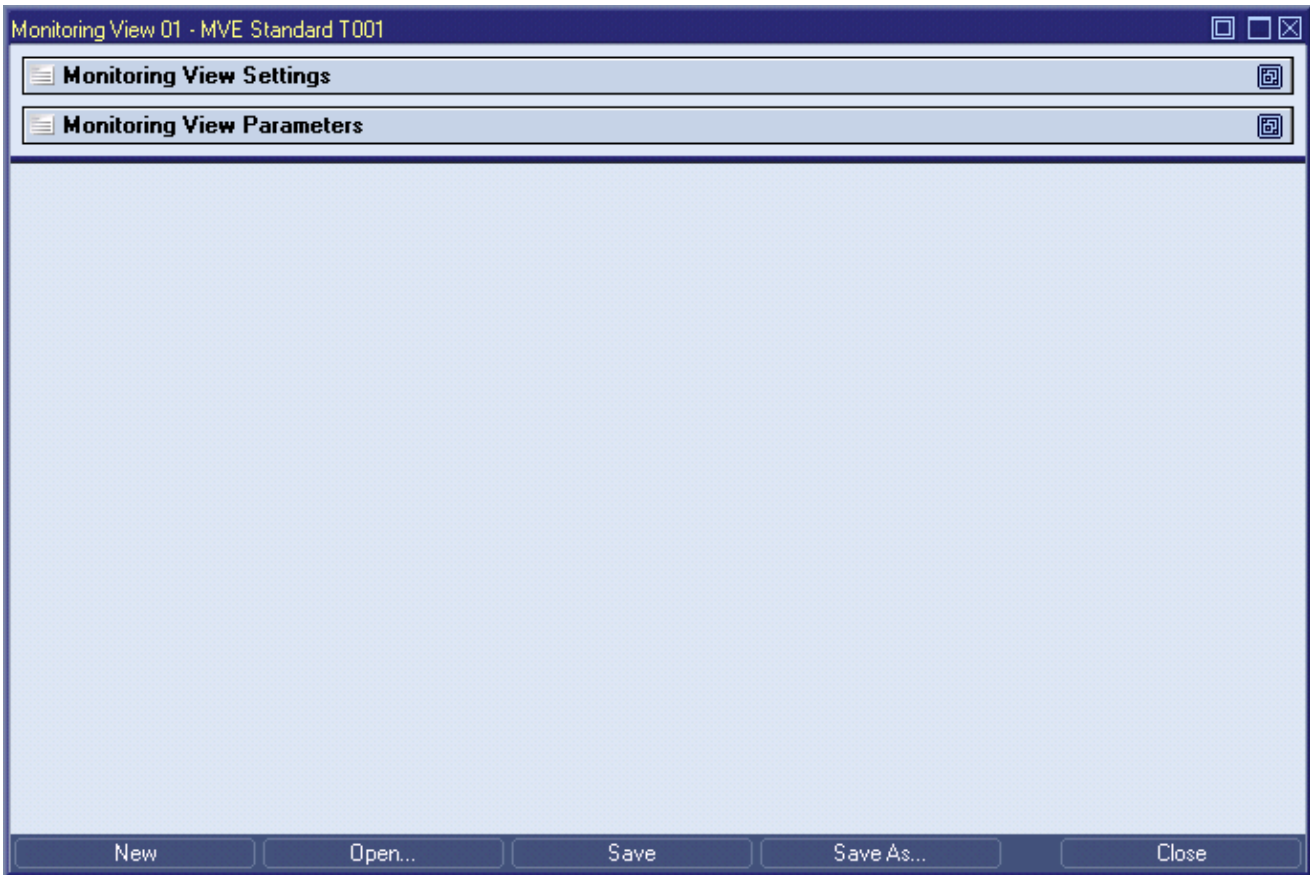 Monitoring View 01 - MVE Standard T001
Monitoring View Settings
Monitoring View Parameters
New Open... Save Save As... Close